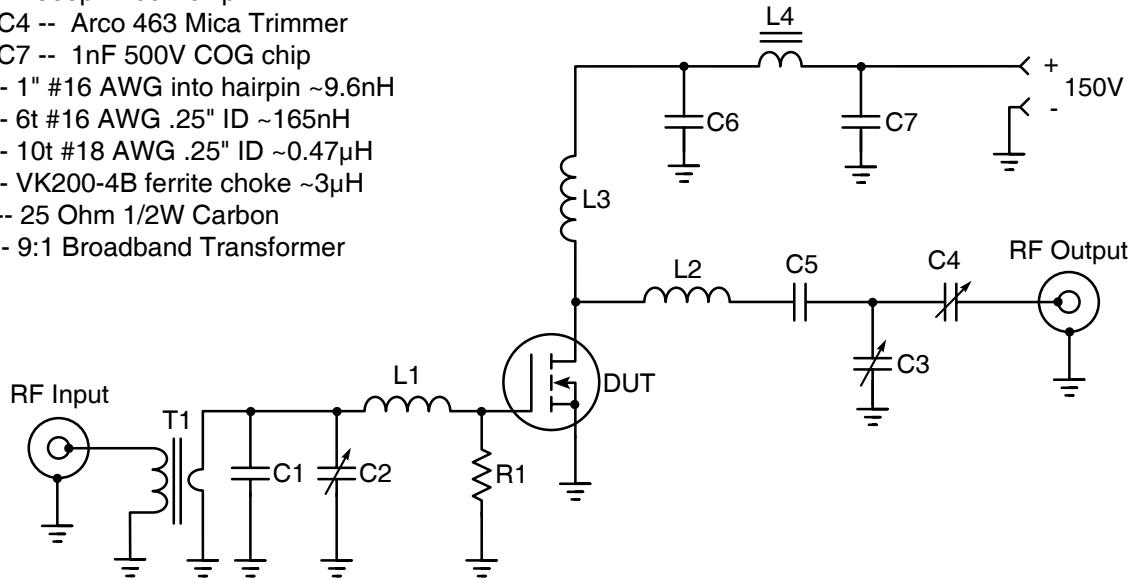 C4 -- Arco 463 Mica Trimmer
C7 -- 1nF 500V COG chip
- 1" #16 AWG into hairpin ~9.6nH
- 6t #16 AWG .25" ID ~165nH
- 10t #18 AWG .25" ID ~0.47µH
- VK200-4B ferrite choke ~3µH
-- 25 Ohm 1/2W Carbon
- 9:1 Broadband Transformer
L4
+
150V
-
C6
C7
L3
RF Output
L2
C5
C4
C3
DUT
L1
RF Input
T1
C1
C2
R1